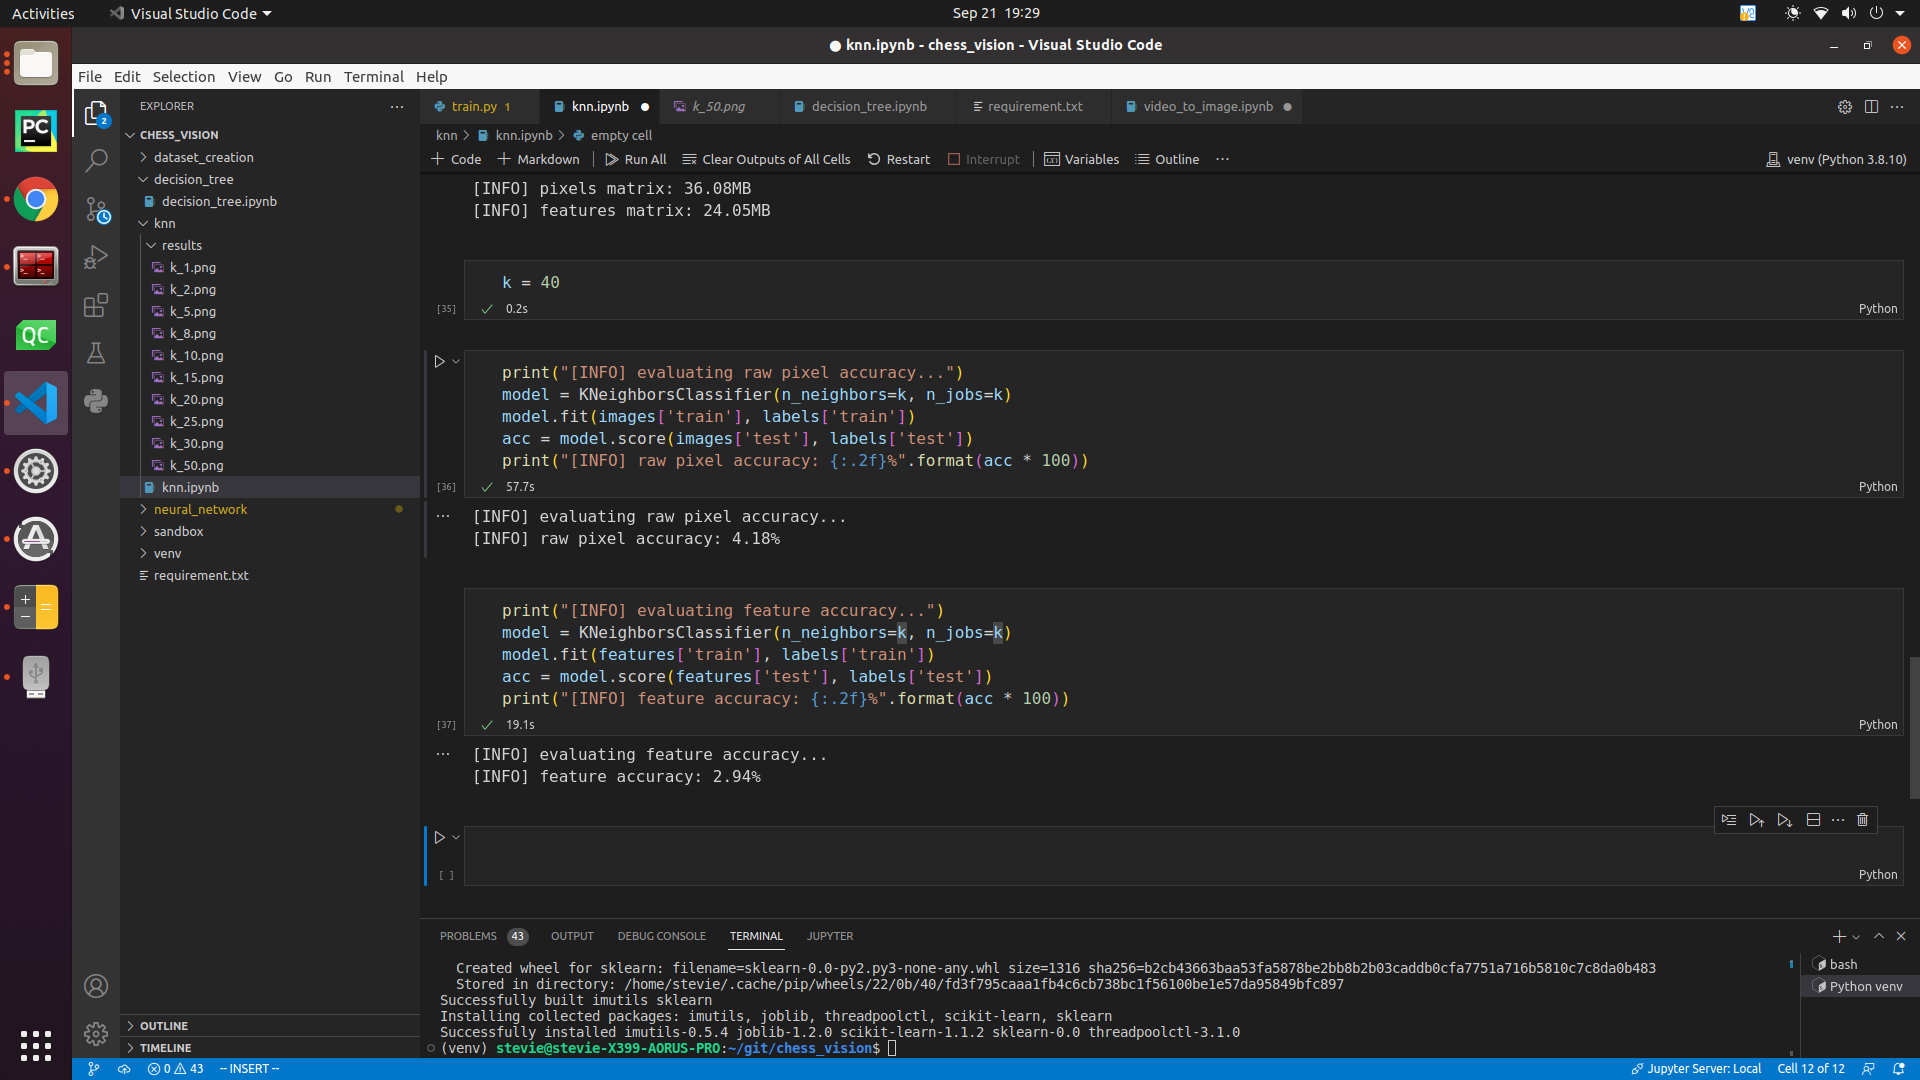 Activities
Visual Studio Code
Sep 21 19:29
● knn.ipynb - chess_vision - Visual Studio Code
File Edit Selection View Go Run Terminal Help
EXPLORER
CHESS_VISION
dataset_creation
decision_tree
decision_tree.ipynb
knn
results
k_1.png
k_2.png
k_5.png
k_8.png
k_10.png
k_15.png
k_20.png
k_25.png
k_30.png
k_50.png
knn.ipynb
neural_network
sandbox
venv
requirement.txt
OUTLINE
TIMELINE
PC
QC
2
train.py 1
knn.ipynb
k_50.png
decision_tree.ipynb
requirement.txt
video_to_image.ipynb
knn > knn.ipynb > empty cell
+ Code + Markdown Run All Clear Outputs of All Cells Restart Interrupt Variables Outline ···
venv (Python 3.8.10)
[INFO] pixels matrix: 36.08MB
[INFO] features matrix: 24.05MB
k = 40
[35] 0.2s Python
print("[INFO] evaluating raw pixel accuracy...")
model = KNeighborsClassifier(n_neighbors=k, n_jobs=k)
model.fit(images['train'], labels['train'])
acc = model.score(images['test'], labels['test'])
print("[INFO] raw pixel accuracy: {:.2f}%".format(acc * 100))
[36] 57.7s Python
[INFO] evaluating raw pixel accuracy...
[INFO] raw pixel accuracy: 4.18%
print("[INFO] evaluating feature accuracy...")
model = KNeighborsClassifier(n_neighbors=k, n_jobs=k)
model.fit(features['train'], labels['train'])
acc = model.score(features['test'], labels['test'])
print("[INFO] feature accuracy: {:.2f}%".format(acc * 100))
[37] 19.1s Python
[INFO] evaluating feature accuracy...
[INFO] feature accuracy: 2.94%
[ ] Python
PROBLEMS 43 OUTPUT DEBUG CONSOLE TERMINAL JUPYTER
Created wheel for sklearn: filename=sklearn-0.0-py2.py3-none-any.whl size=1316 sha256=b2cb43663baa53fa5878be2bb8b2b03caddb0cfa7751a716b5810c7c8da0b483
Stored in directory: /home/stevie/.cache/pip/wheels/22/0b/40/fd3f795caaa1fb4c6cb738bc1f56100be1e57da95849bfc897
Successfully built imutils sklearn
Installing collected packages: imutils, joblib, threadpoolctl, scikit-learn, sklearn
Successfully installed imutils-0.5.4 joblib-1.2.0 scikit-learn-1.1.2 sklearn-0.0 threadpoolctl-3.1.0
(venv) stevie@stevie-X399-AORUS-PRO:~/git/chess_vision$
bash
Python venv
0 43 -- INSERT --
Jupyter Server: Local Cell 12 of 12